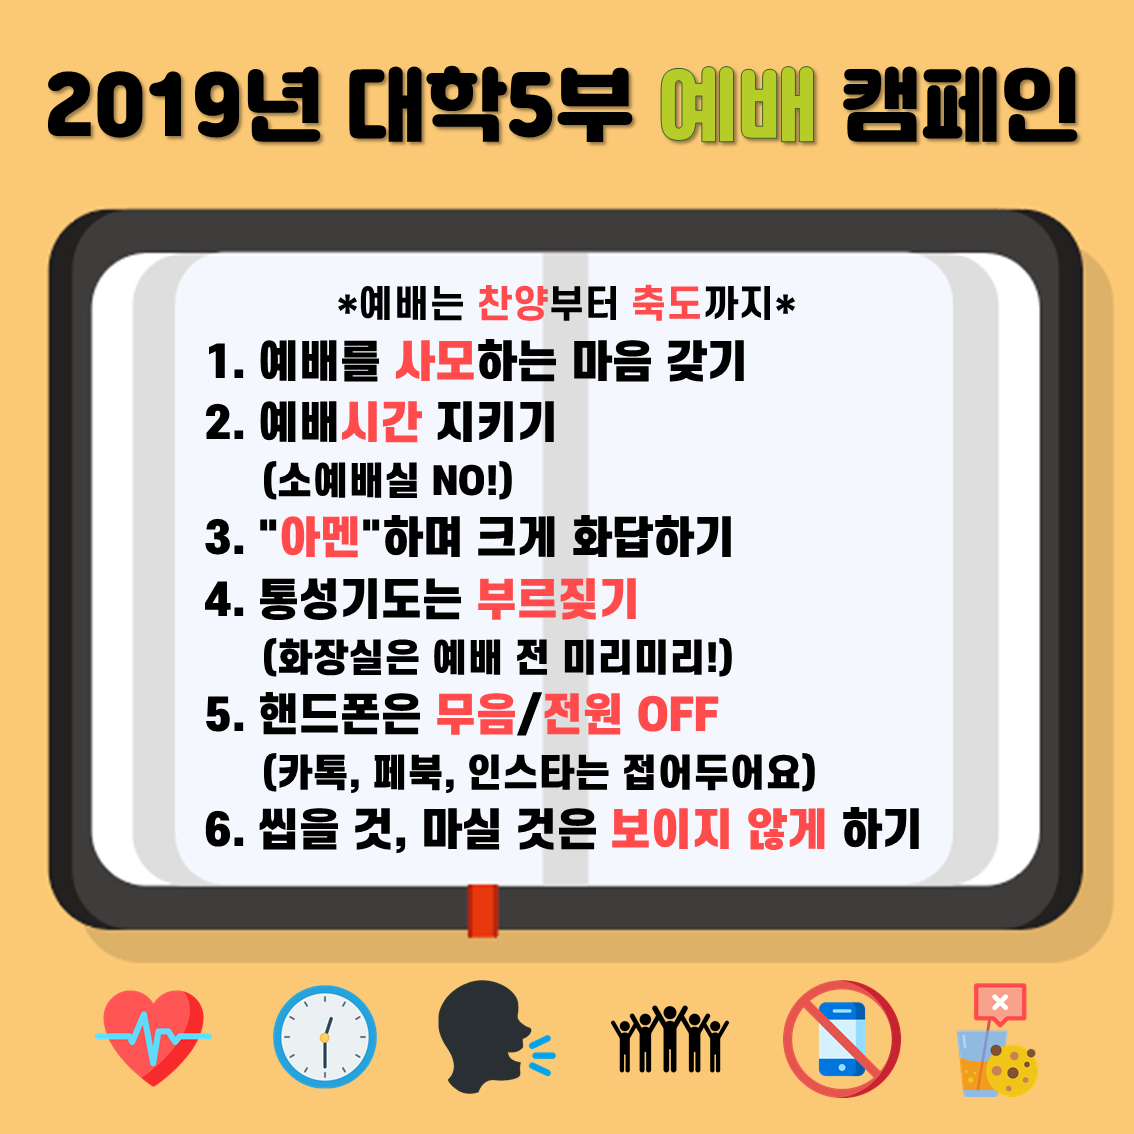 2019년 대학5부 예배 캠페인
*예배는 찬양부터 축도까지*
1. 예배를 사모하는 마음 갖기
2. 예배시간 지키기
(소예배실 NO!)
3. "아멘"하며 크게 화답하기
4. 통성기도는 부르짖기
(화장실은 예배 전 미리미리!)
5. 핸드폰은 무음/전원 OFF
(카톡, 페북, 인스타는 접어두어요)
6. 씹을 것, 마실 것은 보이지 않게 하기